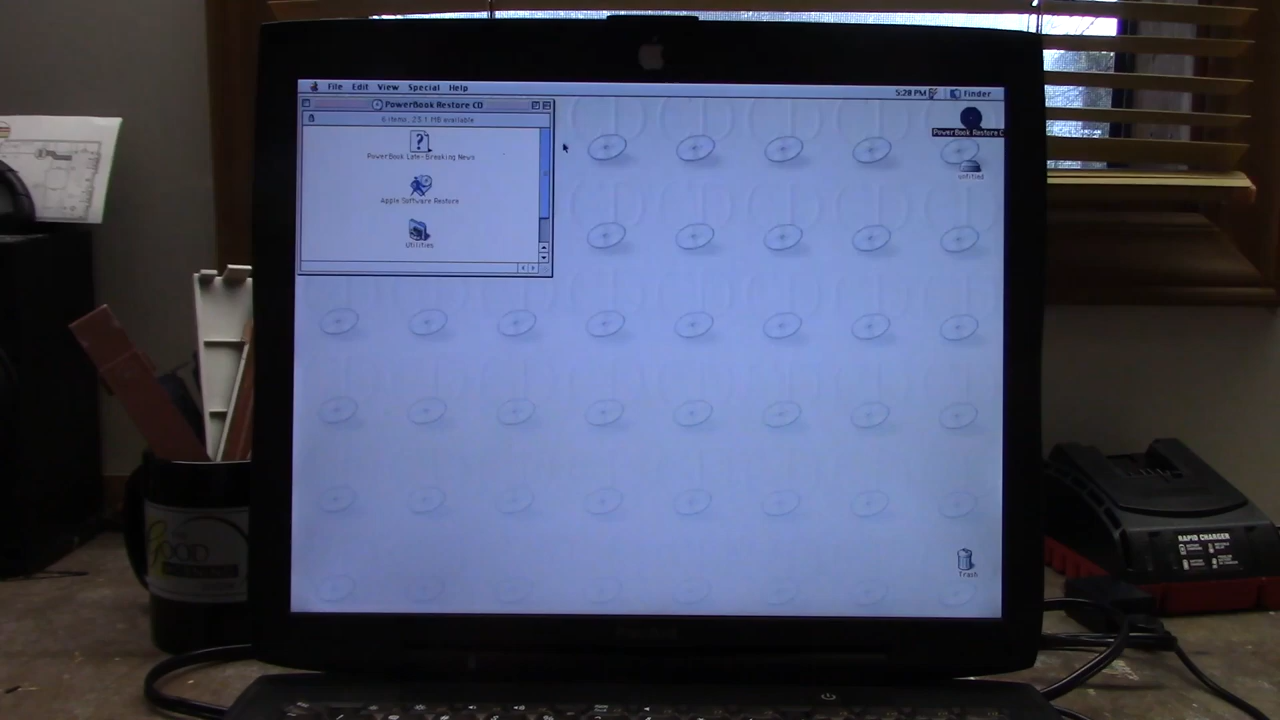 File Edit View Special Help
5:28 PM
Finder
PowerBook Restore CD
6 items, 23.1 MB available
PowerBook Late-Breaking News
Apple Software Restore
Utilities
PowerBook Restore C
untitled
Trash
RAPID CHARGER